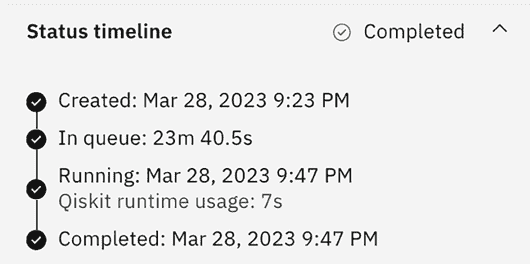 Status timeline
Completed
Created: Mar 28, 2023 9:23 PM
In queue: 23m 40.5s
Running: Mar 28, 2023 9:47 PM
Qiskit runtime usage: 7s
Completed: Mar 28, 2023 9:47 PM